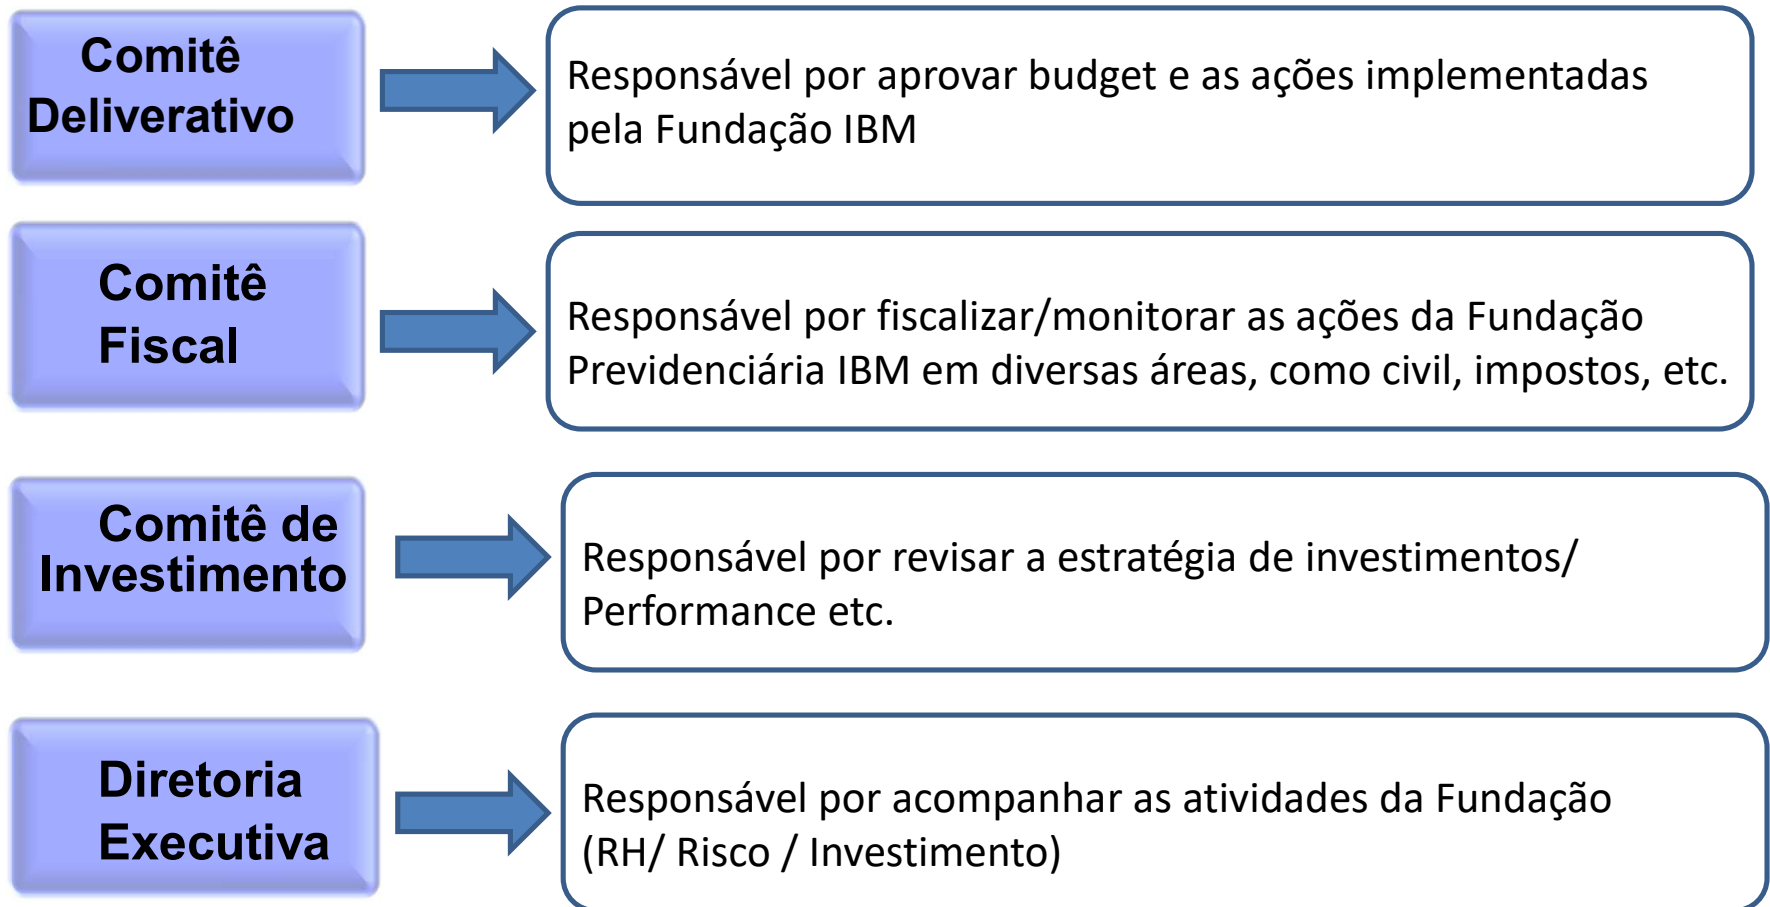 Comitê
Deliverativo
Responsável por aprovar budget e as ações implementadas
pela Fundação IBM
Comitê
Fiscal
Responsável por fiscalizar/monitorar as ações da Fundação
Previdenciária IBM em diversas áreas, como civil, impostos, etc.
Comitê de
Investimento
Responsável por revisar a estratégia de investimentos/
Performance etc.
Diretoria
Executiva
Responsável por acompanhar as atividades da Fundação
(RH/ Risco / Investimento)